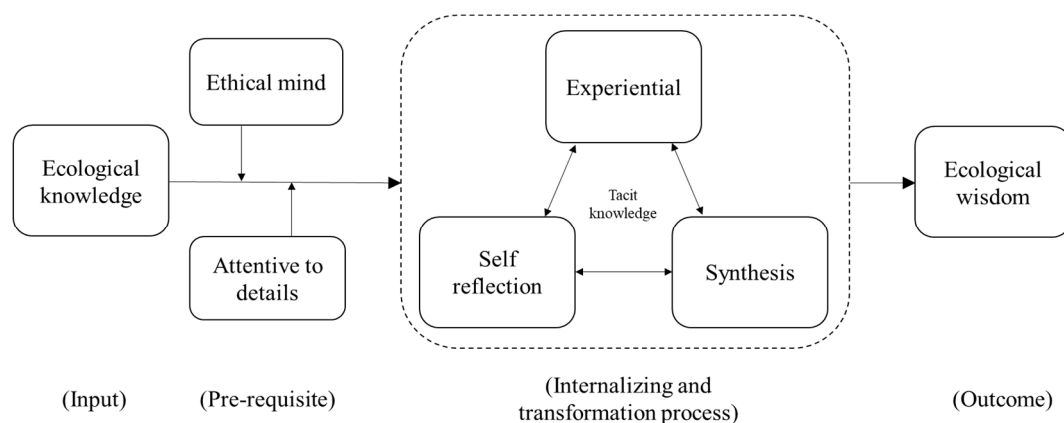 Ethical mind
Experiential
Ecological
knowledge
Ecological
wisdom
Tacit
knowledge
Attentive to
details
Self
reflection
Synthesis
(Input)
(Pre-requisite)
(Internalizing and
transformation process)
(Outcome)